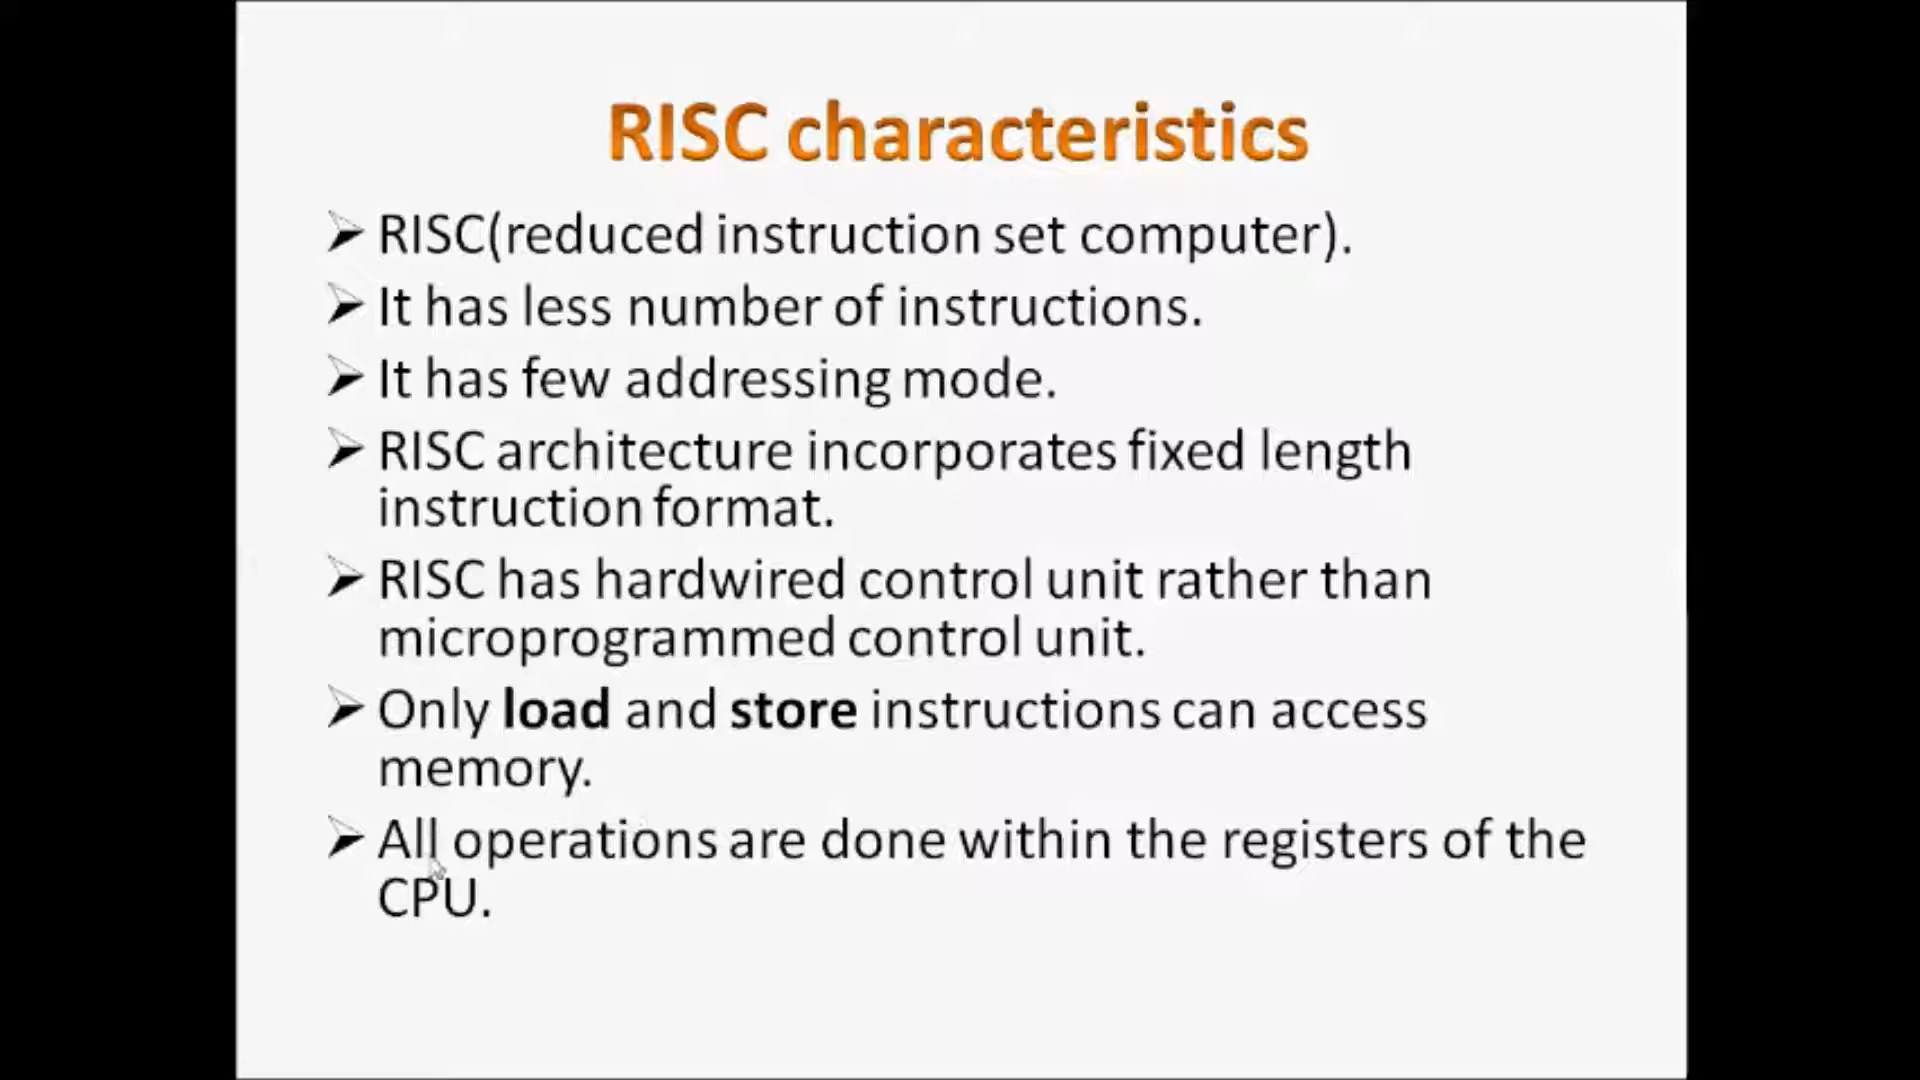 RISC characteristics
➢ RISC(reduced instruction set computer).
➢ It has less number of instructions.
➢ It has few addressing mode.
➢ RISC architecture incorporates fixed length
instruction format.
➢ RISC has hardwired control unit rather than
microprogrammed control unit.
➢ Only load and store instructions can access
memory.
➢ All operations are done within the registers of the
CPU.